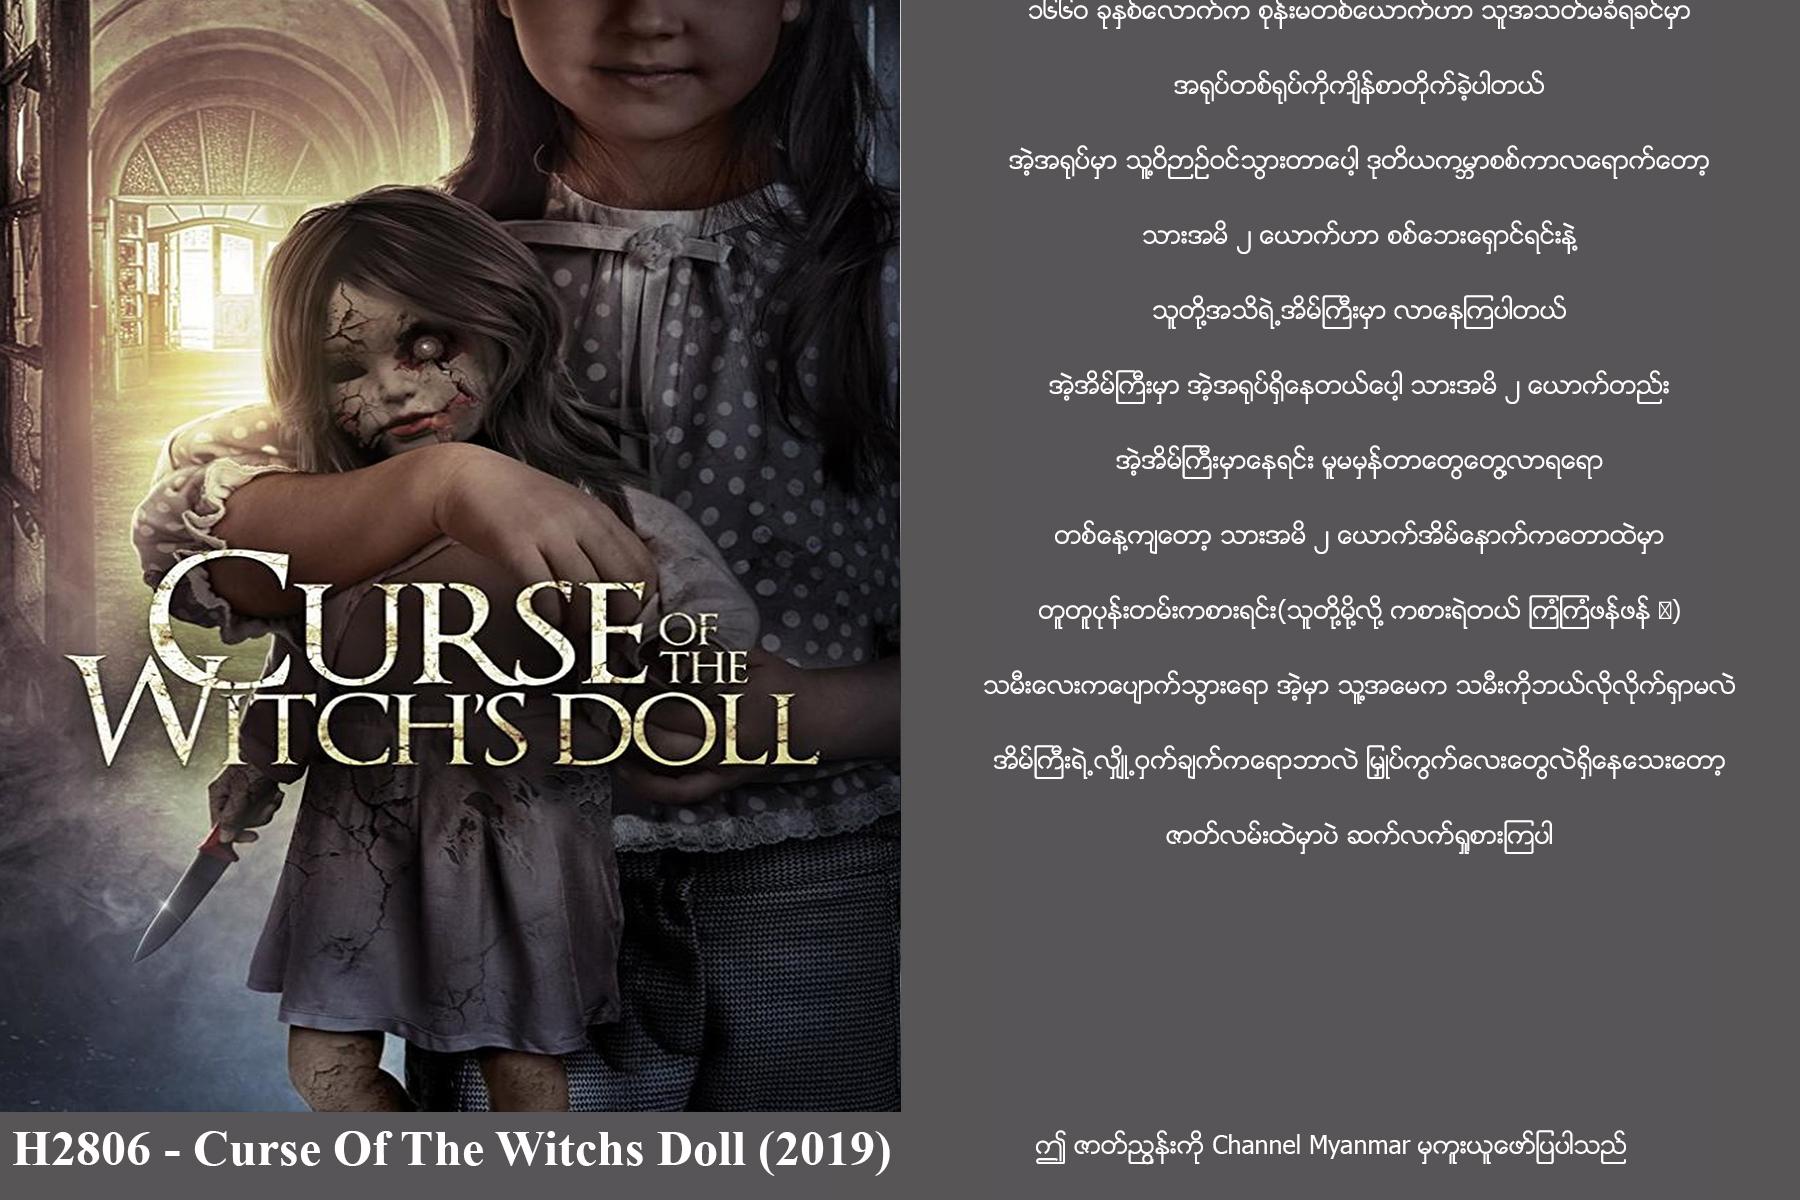 CURSE OF THE
WITCH'S DOLL
H2806 - Curse Of The Witchs Doll (2019)
၁၆၆၀ ခုနှစ်လောက်က စုန်းမတစ်ယောက်ဟာ သူအသတ်မခံရခင်မှာ
အရုပ်တစ်ရုပ်ကိုကျိန်စာတိုက်ခဲ့ပါတယ်
အဲ့အရုပ်မှာ သူ့ဝိညာဉ်ဝင်သွားတာပေါ့ ဒုတိယကမ္ဘာစစ်ကာလရောက်တော့
သားအမိ ၂ ယောက်ဟာ စစ်ဘေးရှောင်ရင်းနဲ့
သူတို့အသိရဲ့အိမ်ကြီးမှာ လာနေကြပါတယ်
အဲ့အိမ်ကြီးမှာ အဲ့အရုပ်ရှိနေတယ်ပေါ့ သားအမိ ၂ ယောက်တည်း
အဲ့အိမ်ကြီးမှာနေရင်း မူမမှန်တာတွေတွေ့လာရရော
တစ်နေ့ကျတော့ သားအမိ ၂ ယောက်အိမ်နောက်ကတောထဲမှာ
တူတူပုန်းတမ်းကစားရင်း(သူတို့မို့လို့ ကစားရဲတယ် ကြံကြံဖန်ဖန် )
သမီးလေးကပျောက်သွားရော အဲ့မှာ သူ့အမေက သမီးကိုဘယ်လိုလိုက်ရှာမလဲ
အိမ်ကြီးရဲ့လျှို့ဝှက်ချက်ကရောဘာလဲ မြှုပ်ကွက်လေးတွေလဲရှိနေသေးတော့
ဇာတ်လမ်းထဲမှာပဲ ဆက်လက်ရှုစားကြပါ
ဤ ဇာတ်ညွှန်းကို Channel Myanmar မှကူးယူဖော်ပြပါသည်